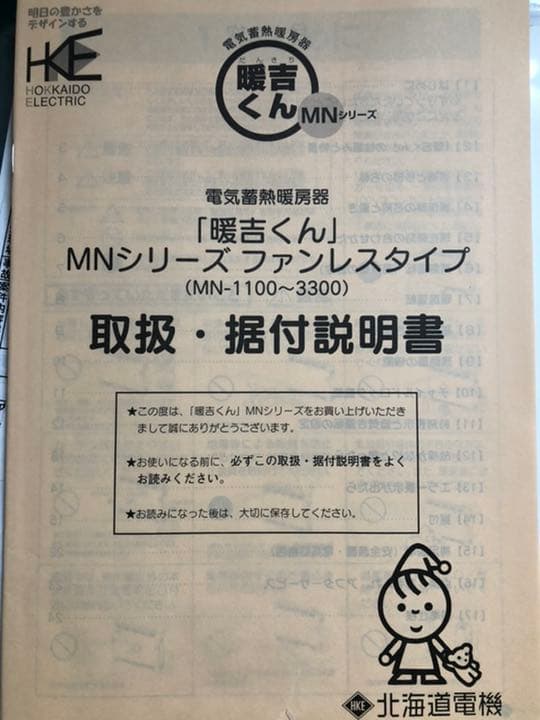 明日の豊かさを
デザインする
HKE
HOKKAIDO
ELECTRIC
電気蓄熱暖房器
だんきち
暖吉
くん
MNシリーズ
電気蓄熱暖房器
「暖吉くん」
MNシリーズ ファンレスタイプ
(MN-1100〜3300)
取扱・据付説明書
★この度は、「暖吉くん」MNシリーズをお買い上げいただき
まして誠にありがとうございます。
★お使いになる前に、必ずこの取扱・据付説明書をよく
お読みください。
★お読みになった後は、大切に保存してください。
HKE 北海道電機